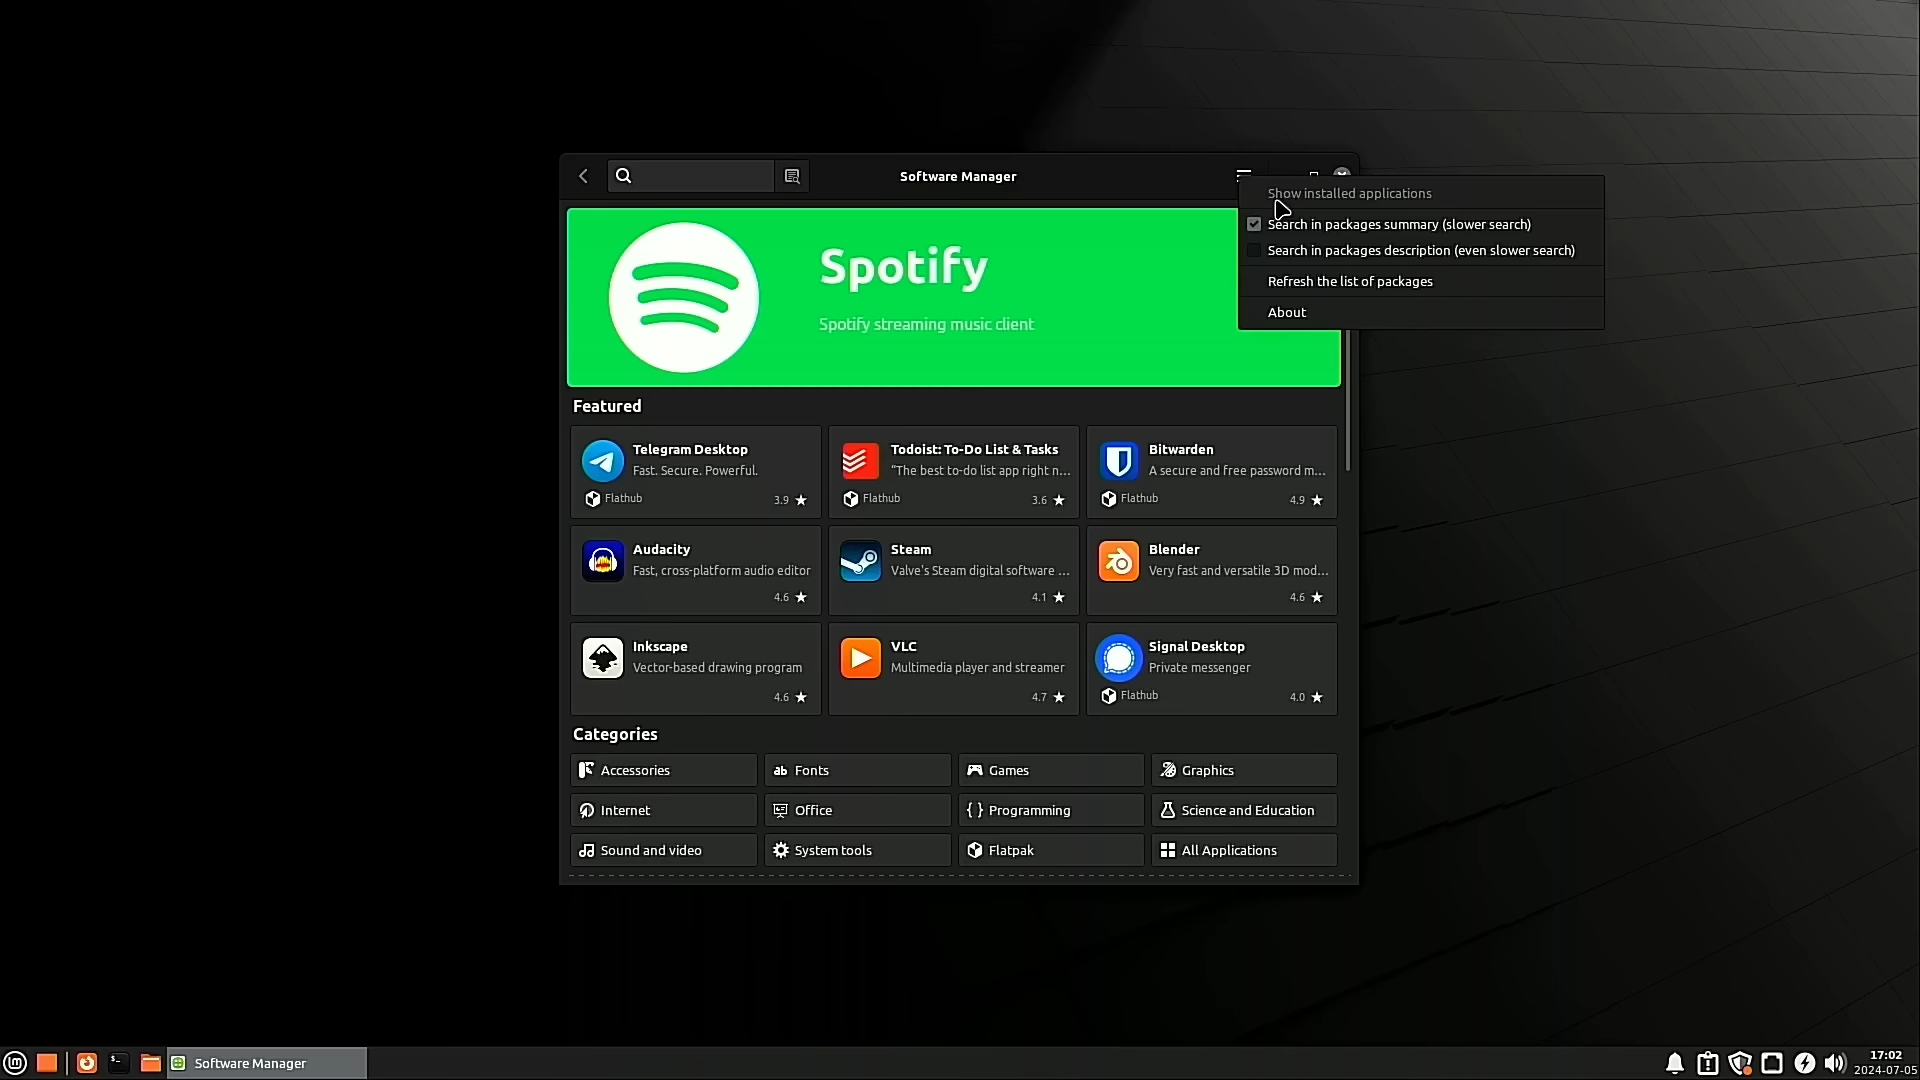 Software Manager
Show installed applications
Search in packages summary (slower search)
Search in packages description (even slower search)
Refresh the list of packages
About
Spotify
Spotify streaming music client
Featured
Telegram Desktop
Fast. Secure. Powerful.
Flathub
3.9 ★
Todoist: To-Do List & Tasks
“The best to-do list app right n...
Flathub
3.6 ★
Bitwarden
A secure and free password m...
Flathub
4.9 ★
Audacity
Fast, cross-platform audio editor
4.6 ★
Steam
Valve's Steam digital software ...
4.1 ★
Blender
Very fast and versatile 3D mod...
4.6 ★
Inkscape
Vector-based drawing program
4.6 ★
VLC
Multimedia player and streamer
4.7 ★
Signal Desktop
Private messenger
Flathub
4.0 ★
Categories
Accessories
ab Fonts
Games
Graphics
Internet
Office
{ } Programming
Science and Education
Sound and video
System tools
Flatpak
All Applications
Software Manager
17:02
2024-07-05